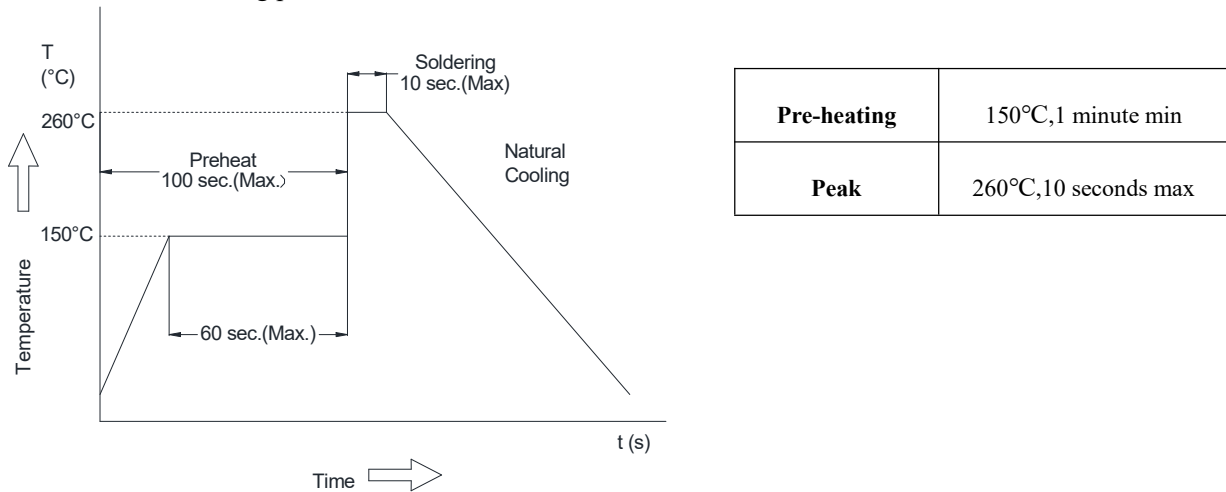 T
(°C)
Soldering
10 sec.(Max)
260°C
Preheat
100 sec.(Max.)
Natural
Cooling
150°C
60 sec.(Max.)
Temperature
t (s)
Time
Pre-heating 150°C,1 minute min
Peak 260°C,10 seconds max